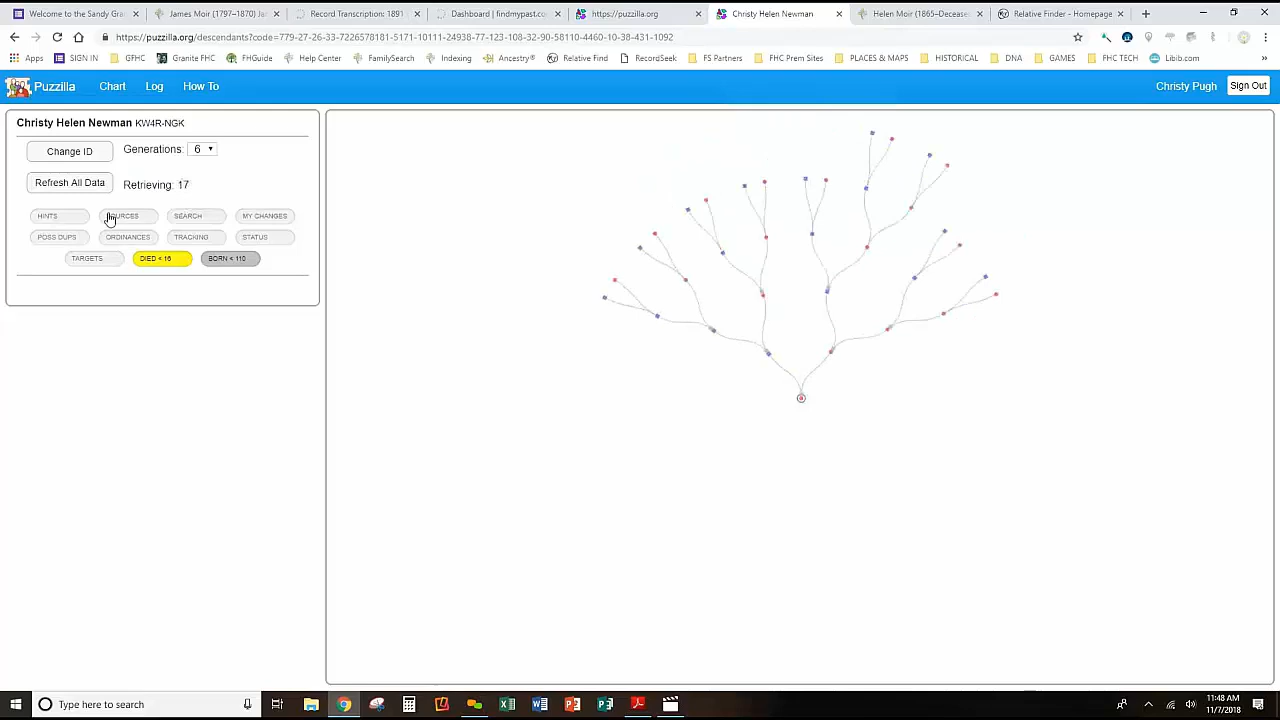 Welcome to the Sandy Gra
James Moir (1797–1870) Ja
Record Transcription: 1891
Dashboard | findmypast.co
https://puzzilla.org
Christy Helen Newman
Helen Moir (1865–Decease
Relative Finder - Homepage
https://puzzilla.org/descendants?code=779-27-26-33-7226578181-5171-10111-24938-77-123-108-32-90-58110-4460-10-38-431-1092
Apps
SIGN IN
GFHC
Granite FHC
FHGuide
Help Center
FamilySearch
Indexing
Ancestry®
Relative Find
RecordSeek
FS Partners
FHC Prem Sites
PLACES & MAPS
HISTORICAL
DNA
GAMES
FHC TECH
Libib.com
»
Puzzilla
Chart
Log
How To
Christy Pugh
Sign Out
Christy Helen Newman KW4R-NGK
Change ID
Generations: 6
Refresh All Data
Retrieving: 17
HINTS
SEARCH
MY CHANGES
POSS DUPS
ORDINANCES
TRACKING
STATUS
TARGETS
DIED < 16
BORN < 110
Type here to search
11:48 AM
11/7/2018